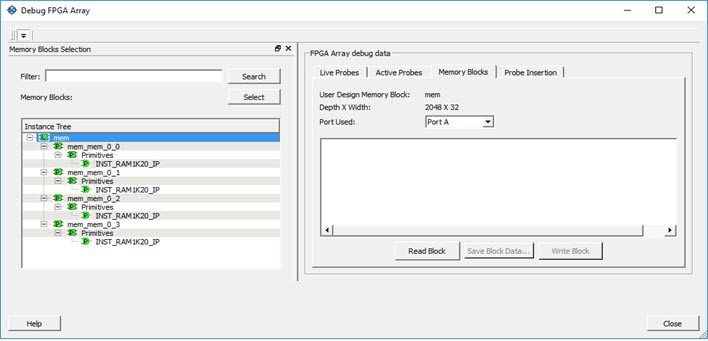 Debug FPGA Array
Memory Blocks Selection
Filter:
Search
Memory Blocks:
Select
Instance Tree
mem
mem_mem_0_0
Primitives
INST_RAM1K20_IP
mem_mem_0_1
Primitives
INST_RAM1K20_IP
mem_mem_0_2
Primitives
INST_RAM1K20_IP
mem_mem_0_3
Primitives
INST_RAM1K20_IP
FPGA Array debug data
Live Probes Active Probes Memory Blocks Probe Insertion
User Design Memory Block: mem
Depth X Width: 2048 X 32
Port Used: Port A
Read Block Save Block Data... Write Block
Help
Close